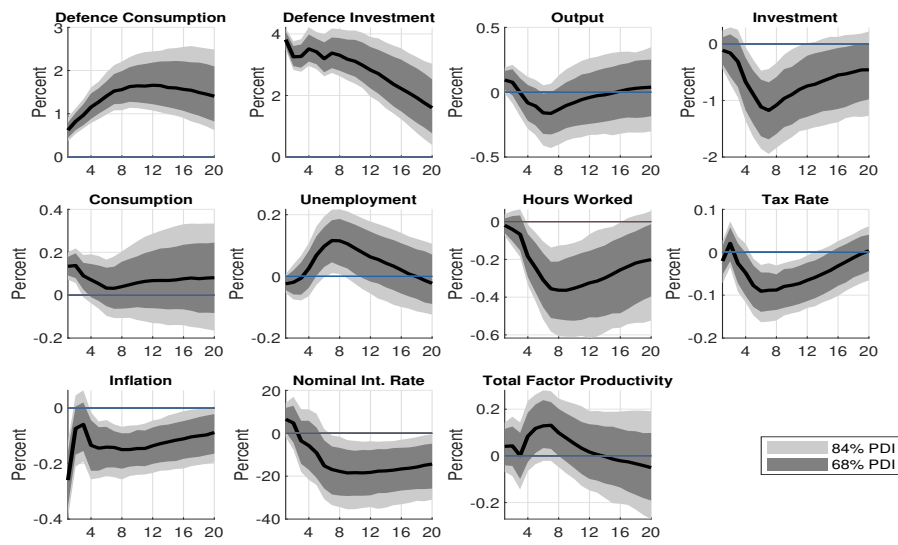 Defence Consumption
Percent
3
2
1
0
4 8 12 16 20
Defence Investment
Percent
4
2
0
4 8 12 16 20
Output
Percent
0.5
0
-0.5
4 8 12 16 20
Investment
Percent
0
-1
-2
4 8 12 16 20
Consumption
Percent
0.4
0.2
0
-0.2
4 8 12 16 20
Unemployment
Percent
0.2
0
-0.2
4 8 12 16 20
Hours Worked
Percent
0
-0.2
-0.4
-0.6
4 8 12 16 20
Tax Rate
Percent
0.1
0
-0.1
-0.2
4 8 12 16 20
Inflation
Percent
0
-0.2
-0.4
4 8 12 16 20
Nominal Int. Rate
Percent
20
0
-20
-40
4 8 12 16 20
Total Factor Productivity
Percent
0.2
0
-0.2
4 8 12 16 20
84% PDI
68% PDI